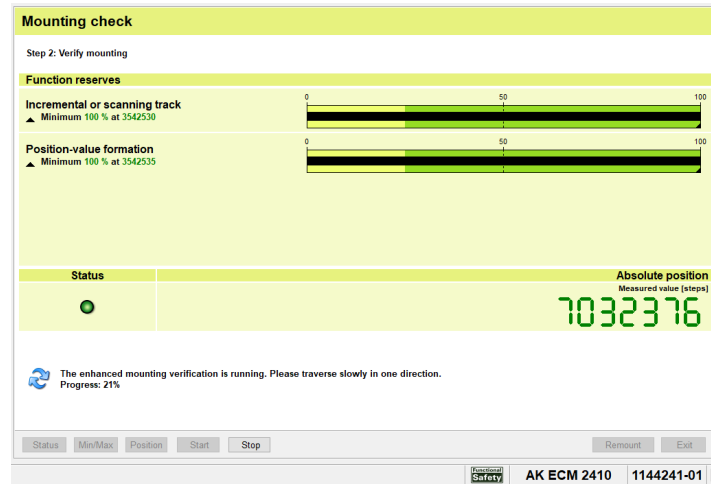 Mounting check
Step 2: Verify mounting
Function reserves
Incremental or scanning track
Minimum 100 % at 3542530
0 50 100
Position-value formation
Minimum 100 % at 3542535
0 50 100
Status Absolute position
Measured value [steps]
7032376
The enhanced mounting verification is running. Please traverse slowly in one direction.
Progress: 21%
Status Min/Max Position Start Stop Remount Exit
Functional
Safety
AK ECM 2410 1144241-01